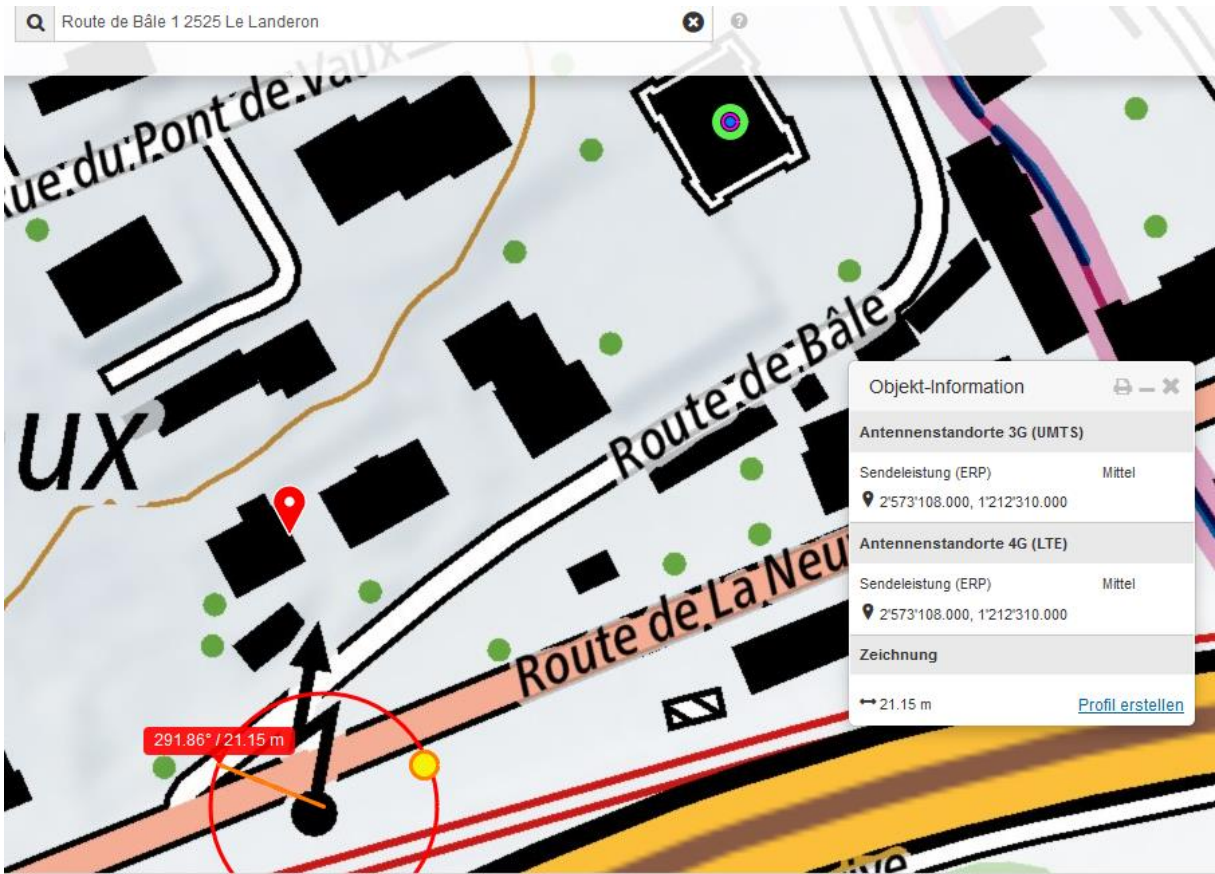 Route de Bâle 1 2525 Le Landeron
Rue du Pont de Vaux
Route de Bâle
ux
Objekt-Information
Antennenstandorte 3G (UMTS)
Sendeleistung (ERP) Mittel
2'573'108.000, 1'212'310.000
Antennenstandorte 4G (LTE)
Sendeleistung (ERP) Mittel
2'573'108.000, 1'212'310.000
Zeichnung
21.15 m Profil erstellen
Route de La Neu
291.86° / 21.15 m
ive